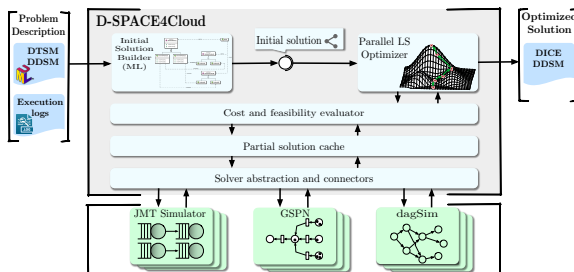 Problem
Description
DTSM
DDSM
Execution
logs
D-SPACE4Cloud
Initial
Solution
Builder
(ML)
Initial solution
Parallel LS
Optimizer
Cost and feasibility evaluator
Partial solution cache
Solver abstraction and connectors
JMT Simulator
GSPN
dagSim
Optimized
Solution
DICE
DDSM